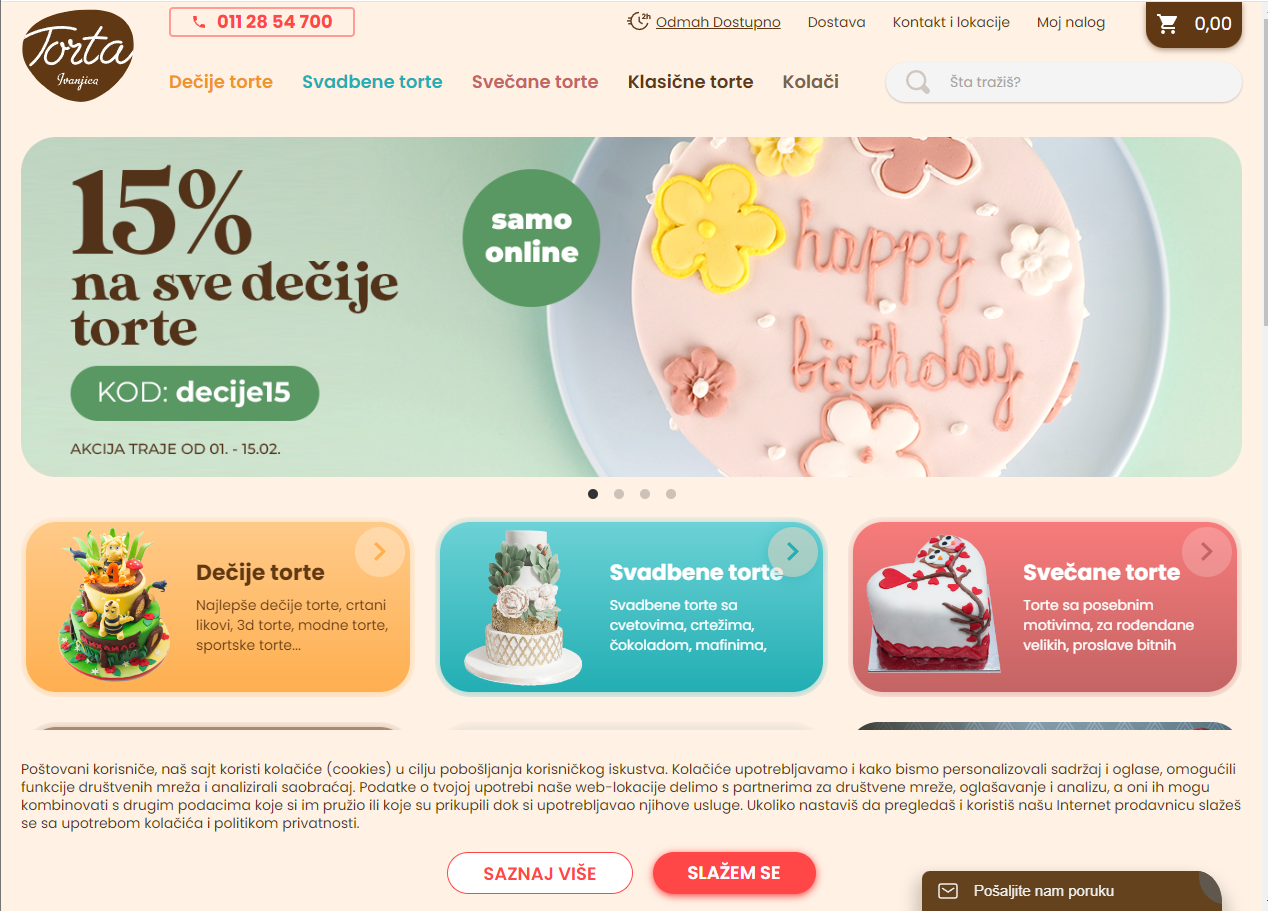 Torta
Ivanjica
011 28 54 700
2h
Odmah Dostupno
Dostava
Kontakt i lokacije
Moj nalog
0,00
Dečije torte
Svadbene torte
Svečane torte
Klasične torte
Kolači
Šta tražiš?
15%
na sve dečije
torte
samo
online
KOD: decije15
AKCIJA TRAJE OD 01. - 15.02.
happy
birthday
Dečije torte
Najlepše dečije torte, crtani
likovi, 3d torte, modne torte,
sportske torte...
Svadbene torte
Svadbene torte sa
cvetovima, crtežima,
čokoladom, mafinima,
Svečane torte
Torte sa posebnim
motivima, za rođendane
velikih, proslave bitnih
Poštovani korisniče, naš sajt koristi kolačiće (cookies) u cilju pobošljanja korisničkog iskustva. Kolačiće upotrebljavamo i kako bismo personalizovali sadržaj i oglase, omogućili
funkcije društvenih mreža i analizirali saobraćaj. Podatke o tvojoj upotrebi naše web-lokacije delimo s partnerima za društvene mreže, oglašavanje i analizu, a oni ih mogu
kombinovati s drugim podacima koje si im pružio ili koje su prikupili dok si upotrebljavao njihove usluge. Ukoliko nastaviš da pregledaš i koristiš našu Internet prodavnicu slažeš
se sa upotrebom kolačića i politikom privatnosti.
SAZNAJ VIŠE
SLAŽEM SE
Pošaljite nam poruku